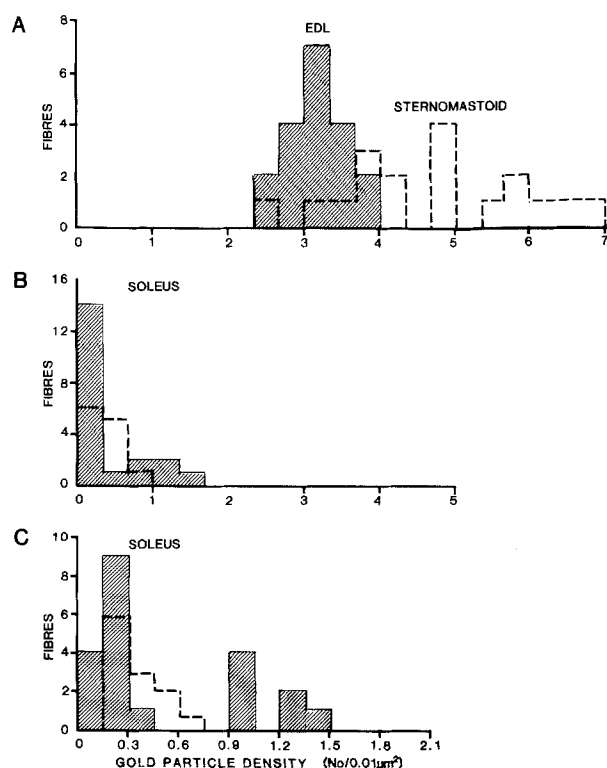 A
EDL
STERNOMASTOID
FIBRES
8
6
4
2
0
0 1 2 3 4 5 6 7
B
SOLEUS
FIBRES
16
12
8
4
0
0 1 2 3 4 5
C
SOLEUS
FIBRES
10
8
6
4
2
0
0 0.3 0.6 0.9 1.2 1.5 1.8 2.1
GOLD PARTICLE DENSITY (No/0.01µm²)